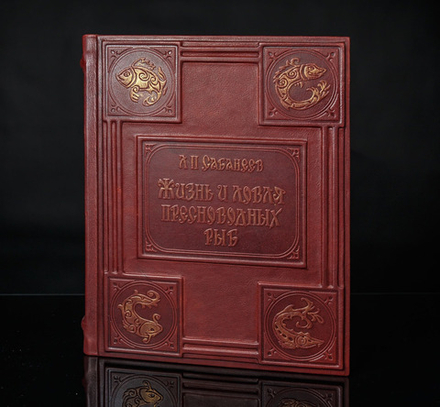 Л П Сабанеев
Жизнь и ловля
пресноводных
рыб